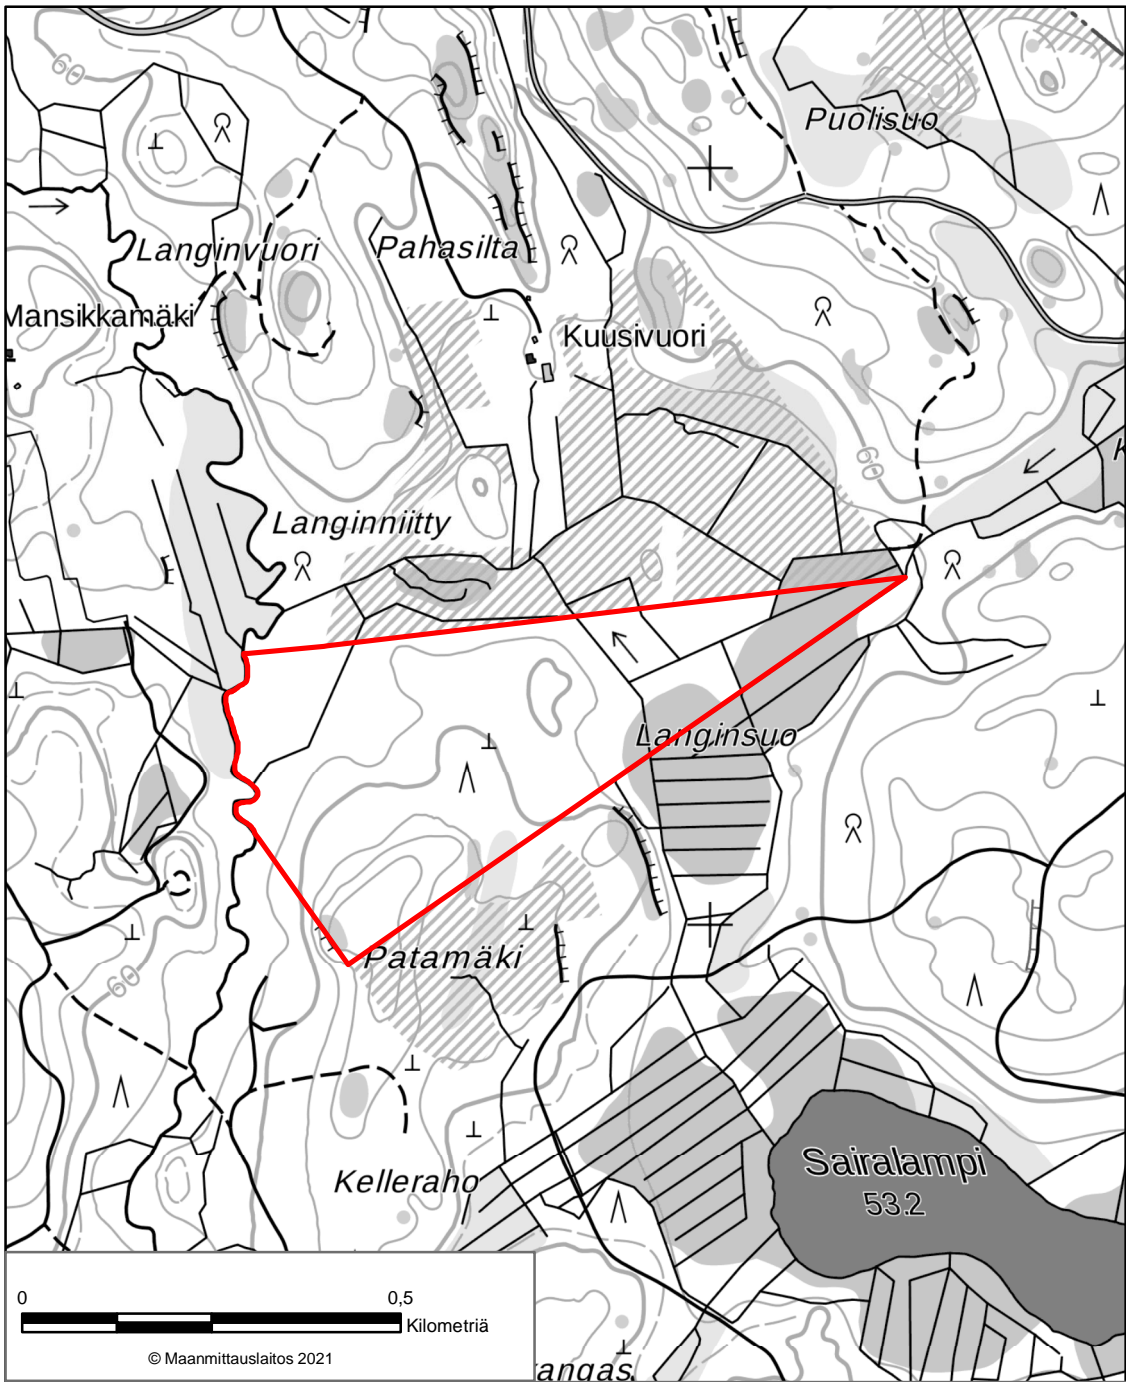 60
Puolisuo
Langinvuori
Pahasilta
Mansikkamäki
Kuusivuori
60
Langinniitty
Langinsuo
Patamäki
60
Kelleraho
Sairalampi
53.2
0 0,5
Kilometriä
© Maanmittauslaitos 2021